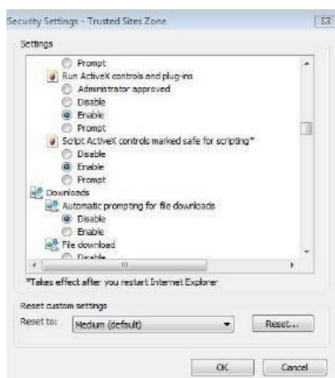 Security Settings - Trusted Sites Zone
Settings
Prompt
Run ActiveX controls and plug-ins
Administrator approved
Disable
Enable
Prompt
Script ActiveX controls marked safe for scripting*
Disable
Enable
Prompt
Downloads
Automatic prompting for file downloads
Disable
Enable
File download
Disable
*Takes effect after you restart Internet Explorer
Reset custom settings
Reset to: Medium (default) Reset...
OK Cancel